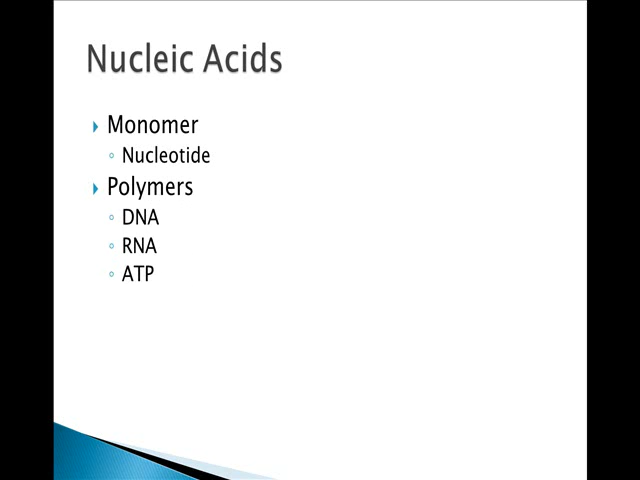 Nucleic Acids
Monomer
Nucleotide
Polymers
DNA
RNA
ATP